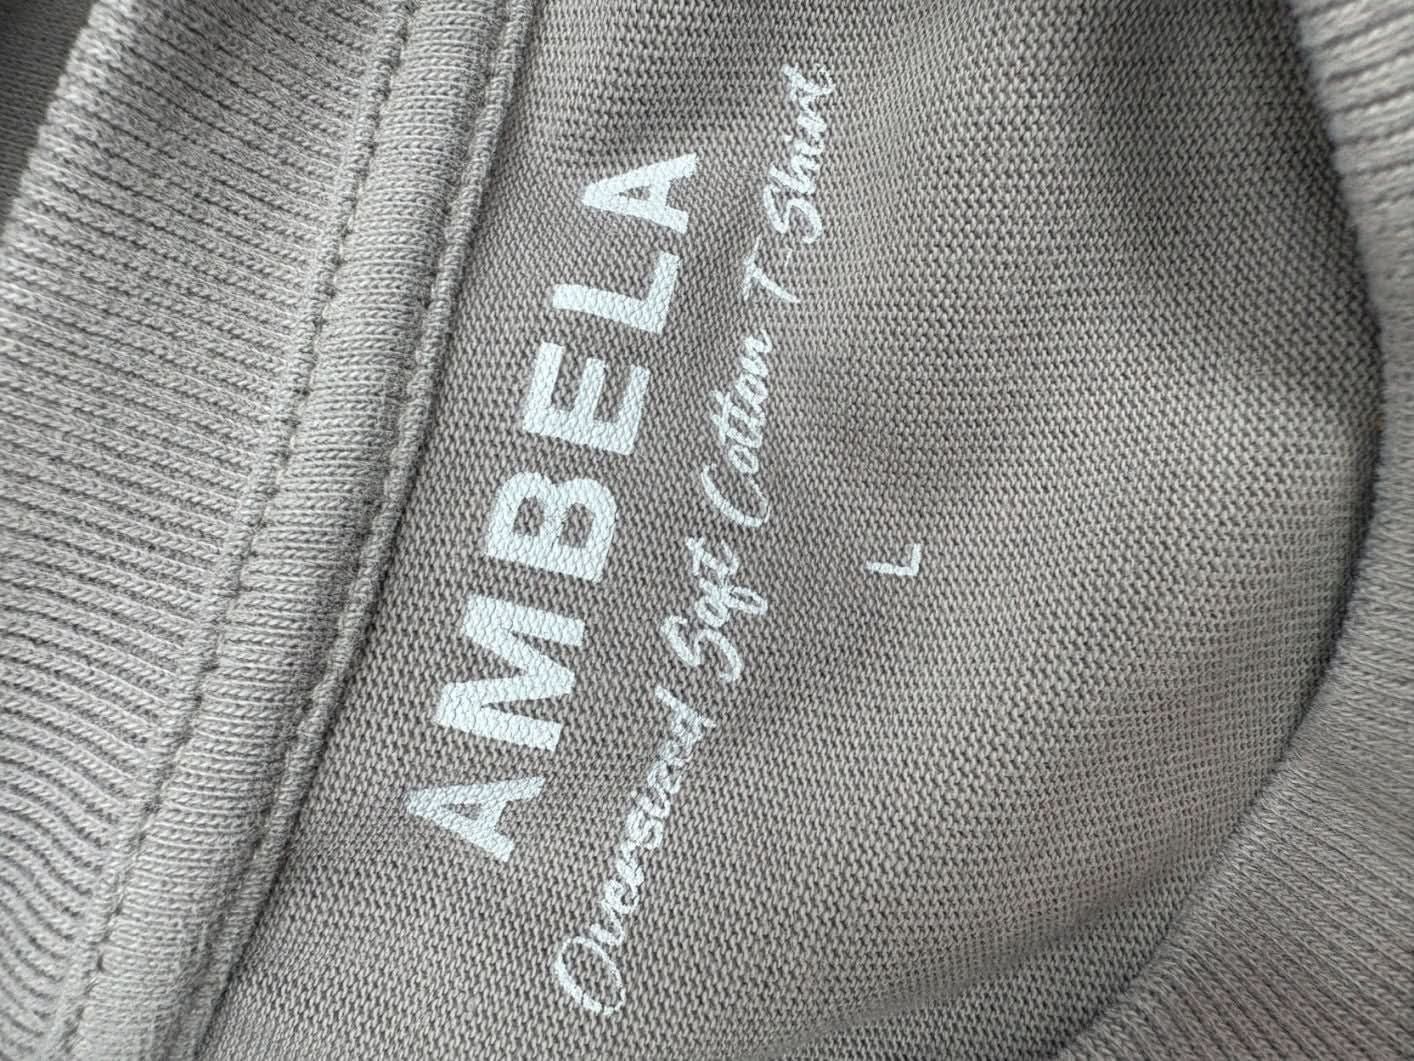 AMBELA
Oversized Soft Cotton T-Shirt
L